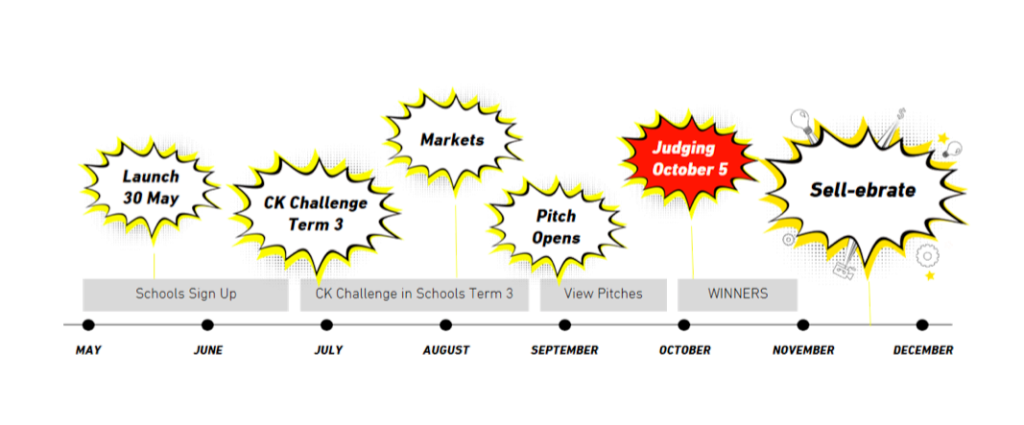 Launch
30 May
CK Challenge
Term 3
Markets
Pitch
Opens
Judging
October 5
Sell-ebrate
Schools Sign Up
CK Challenge in Schools Term 3
View Pitches
WINNERS
MAY
JUNE
JULY
AUGUST
SEPTEMBER
OCTOBER
NOVEMBER
DECEMBER